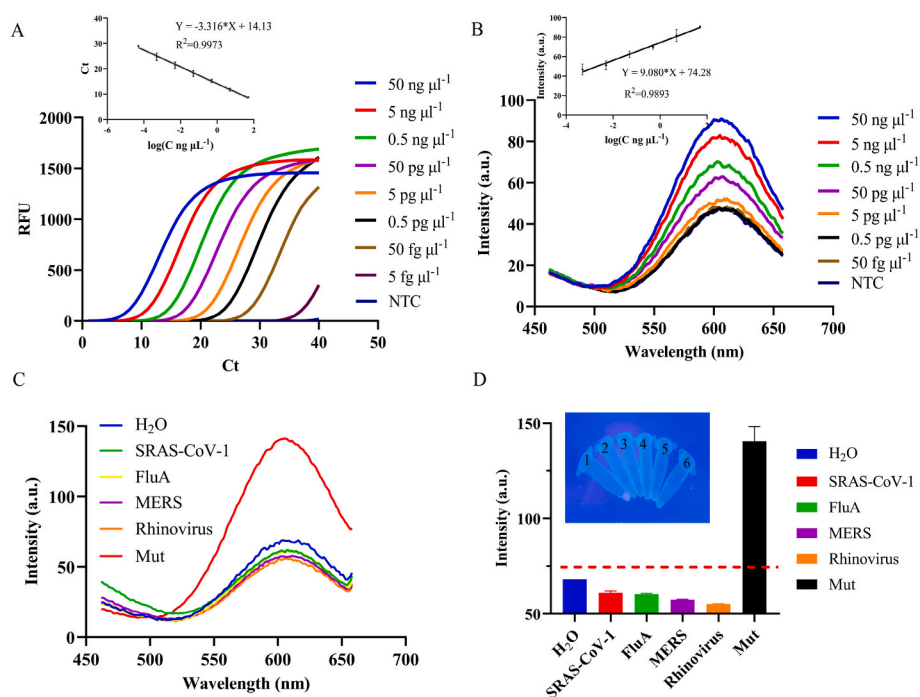 A
Y = -3.316*X + 14.13
R²=0.9973
Ct
40
30
20
10
0
-6
-4
-2
0
2
log(C ng μL⁻¹)
RFU
2000
1500
1000
500
0
0
10
20
30
40
50
Ct
50 ng μl⁻¹
5 ng μl⁻¹
0.5 ng μl⁻¹
50 pg μl⁻¹
5 pg μl⁻¹
0.5 pg μl⁻¹
50 fg μl⁻¹
5 fg μl⁻¹
NTC
B
Intensity (a.u.)
100
80
60
40
20
0
-4
-2
0
2
log(C ng μL⁻¹)
Y = 9.080*X + 74.28
R²=0.9893
Intensity (a.u.)
100
80
60
40
20
0
450
500
550
600
650
700
Wavelength (nm)
50 ng μl⁻¹
5 ng μl⁻¹
0.5 ng μl⁻¹
50 pg μl⁻¹
5 pg μl⁻¹
0.5 pg μl⁻¹
50 fg μl⁻¹
NTC
C
Intensity (a.u.)
150
100
50
0
450
500
550
600
650
700
Wavelength (nm)
H₂O
SRAS-CoV-1
FluA
MERS
Rhinovirus
Mut
D
Intensity (a.u.)
150
100
50
1
2
3
4
5
6
H₂O
SRAS-CoV-1
FluA
MERS
Rhinovirus
Mut
H₂O
SRAS-CoV-1
FluA
MERS
Rhinovirus
Mut